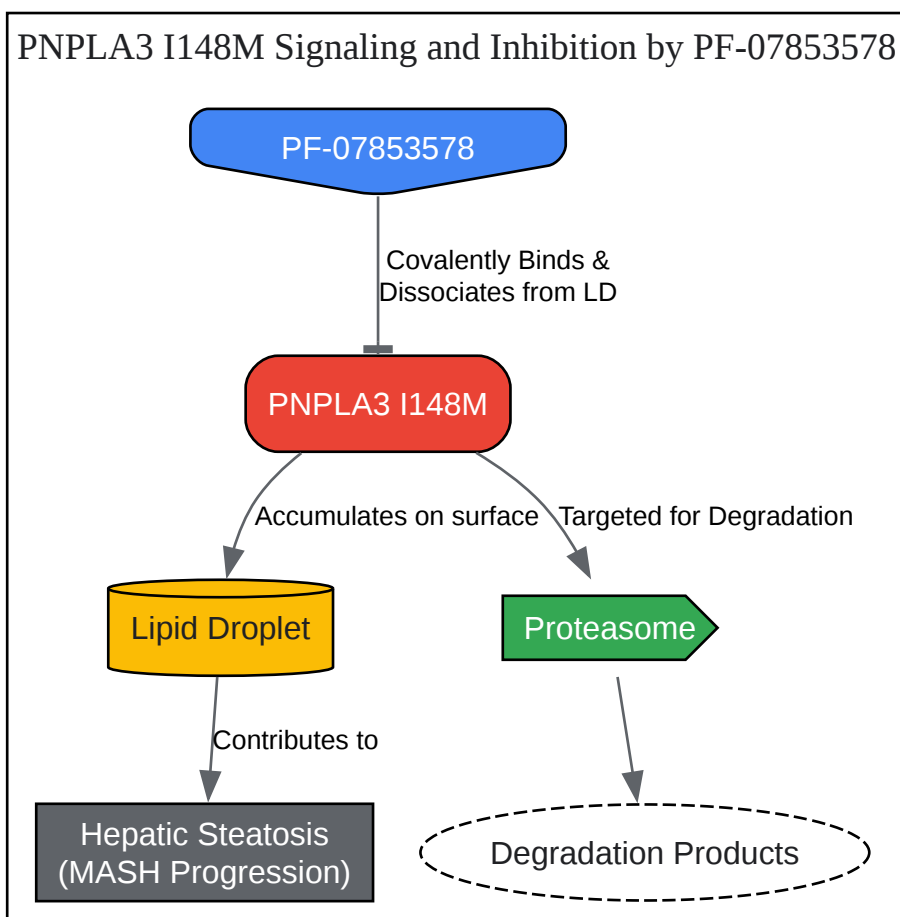 PNPLA3 I148M Signaling and Inhibition by PF-07853578
PF-07853578
Covalently Binds &
Dissociates from LD
PNPLA3 I148M
Accumulates on surface
Targeted for Degradation
Lipid Droplet
Proteasome
Contributes to
Hepatic Steatosis
(MASH Progression)
Degradation Products